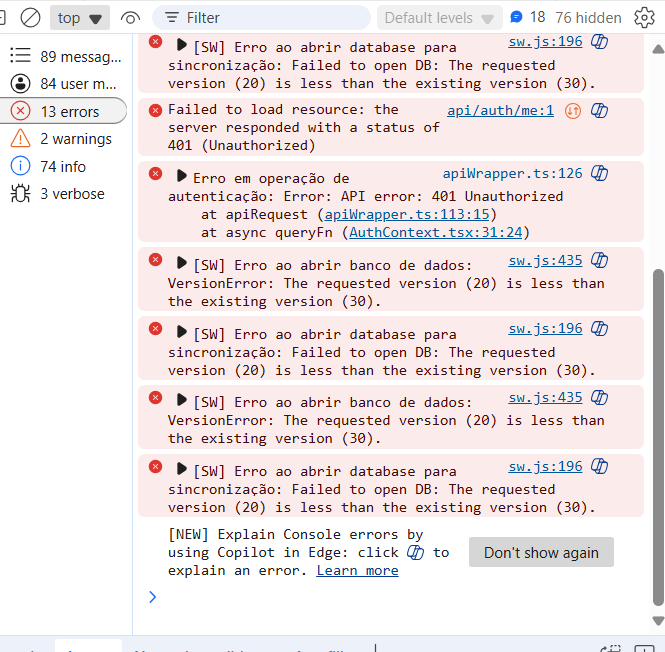 top
Filter
Default levels
18
76 hidden
89 messag...
84 user m...
13 errors
2 warnings
74 info
3 verbose
[SW] Erro ao abrir database para sw.js:196
sincronização: Failed to open DB: The requested
version (20) is less than the existing version (30).
Failed to load resource: the api/auth/me:1
server responded with a status of
401 (Unauthorized)
Erro em operação de apiWrapper.ts:126
autenticação: Error: API error: 401 Unauthorized
at apiRequest (apiWrapper.ts:113:15)
at async queryFn (AuthContext.tsx:31:24)
[SW] Erro ao abrir banco de dados: sw.js:435
VersionError: The requested version (20) is less than
the existing version (30).
[SW] Erro ao abrir database para sw.js:196
sincronização: Failed to open DB: The requested
version (20) is less than the existing version (30).
[SW] Erro ao abrir banco de dados: sw.js:435
VersionError: The requested version (20) is less than
the existing version (30).
[SW] Erro ao abrir database para sw.js:196
sincronização: Failed to open DB: The requested
version (20) is less than the existing version (30).
[NEW] Explain Console errors by
using Copilot in Edge: click to
explain an error. Learn more
Don't show again